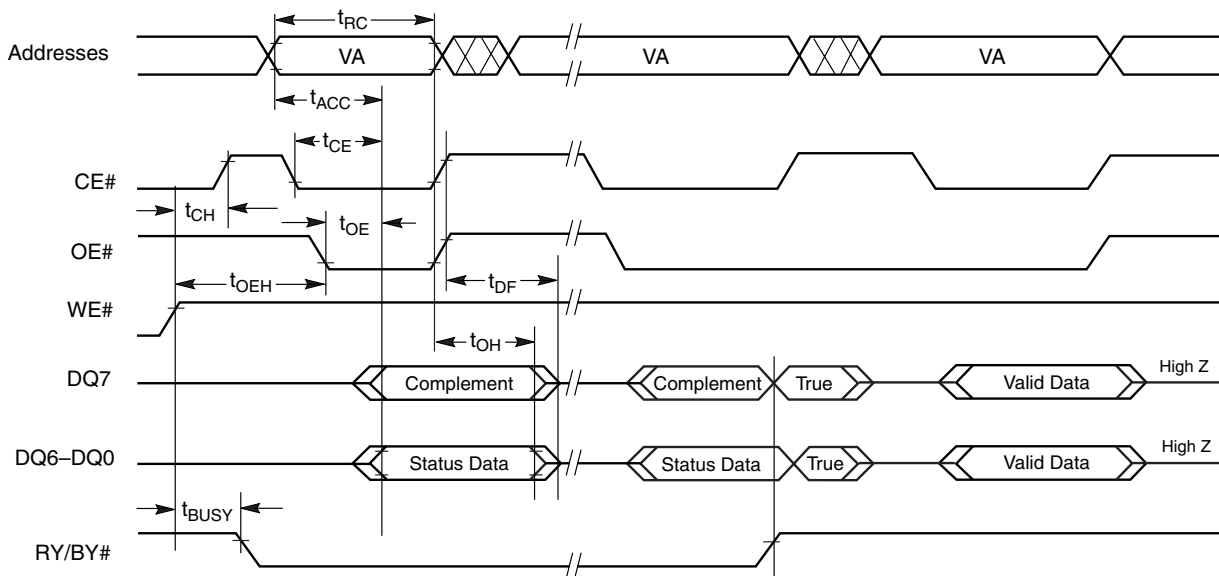 tRC
Addresses VA VA VA
tACC
tCE
CE#
tCH tOE
OE#
tOEH tDF
WE#
tOH
DQ7 Complement Complement True Valid Data High Z
DQ6–DQ0 Status Data Status Data True Valid Data High Z
tBUSY
RY/BY#